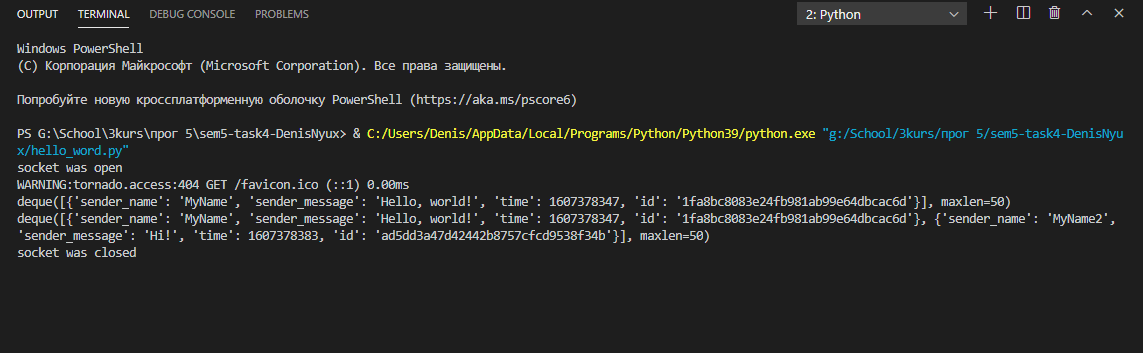 OUTPUT TERMINAL DEBUG CONSOLE PROBLEMS 2: Python
Windows PowerShell
(C) Корпорация Майкрософт (Microsoft Corporation). Все права защищены.
Попробуйте новую кроссплатформенную оболочку PowerShell (https://aka.ms/pscore6)
PS G:\School\3kurs\прог 5\sem5-task4-DenisNyux> & C:/Users/Denis/AppData/Local/Programs/Python/Python39/python.exe "g:/School/3kurs/прог 5/sem5-task4-DenisNyu
x/hello_word.py"
socket was open
WARNING:tornado.access:404 GET /favicon.ico (::1) 0.00ms
deque([{'sender_name': 'MyName', 'sender_message': 'Hello, world!', 'time': 1607378347, 'id': '1fa8bc8083e24fb981ab99e64dbcac6d'}], maxlen=50)
deque([{'sender_name': 'MyName', 'sender_message': 'Hello, world!', 'time': 1607378347, 'id': '1fa8bc8083e24fb981ab99e64dbcac6d'}, {'sender_name': 'MyName2',
'sender_message': 'Hi!', 'time': 1607378383, 'id': 'ad5dd3a47d42442b8757cfcd9538f34b'}], maxlen=50)
socket was closed